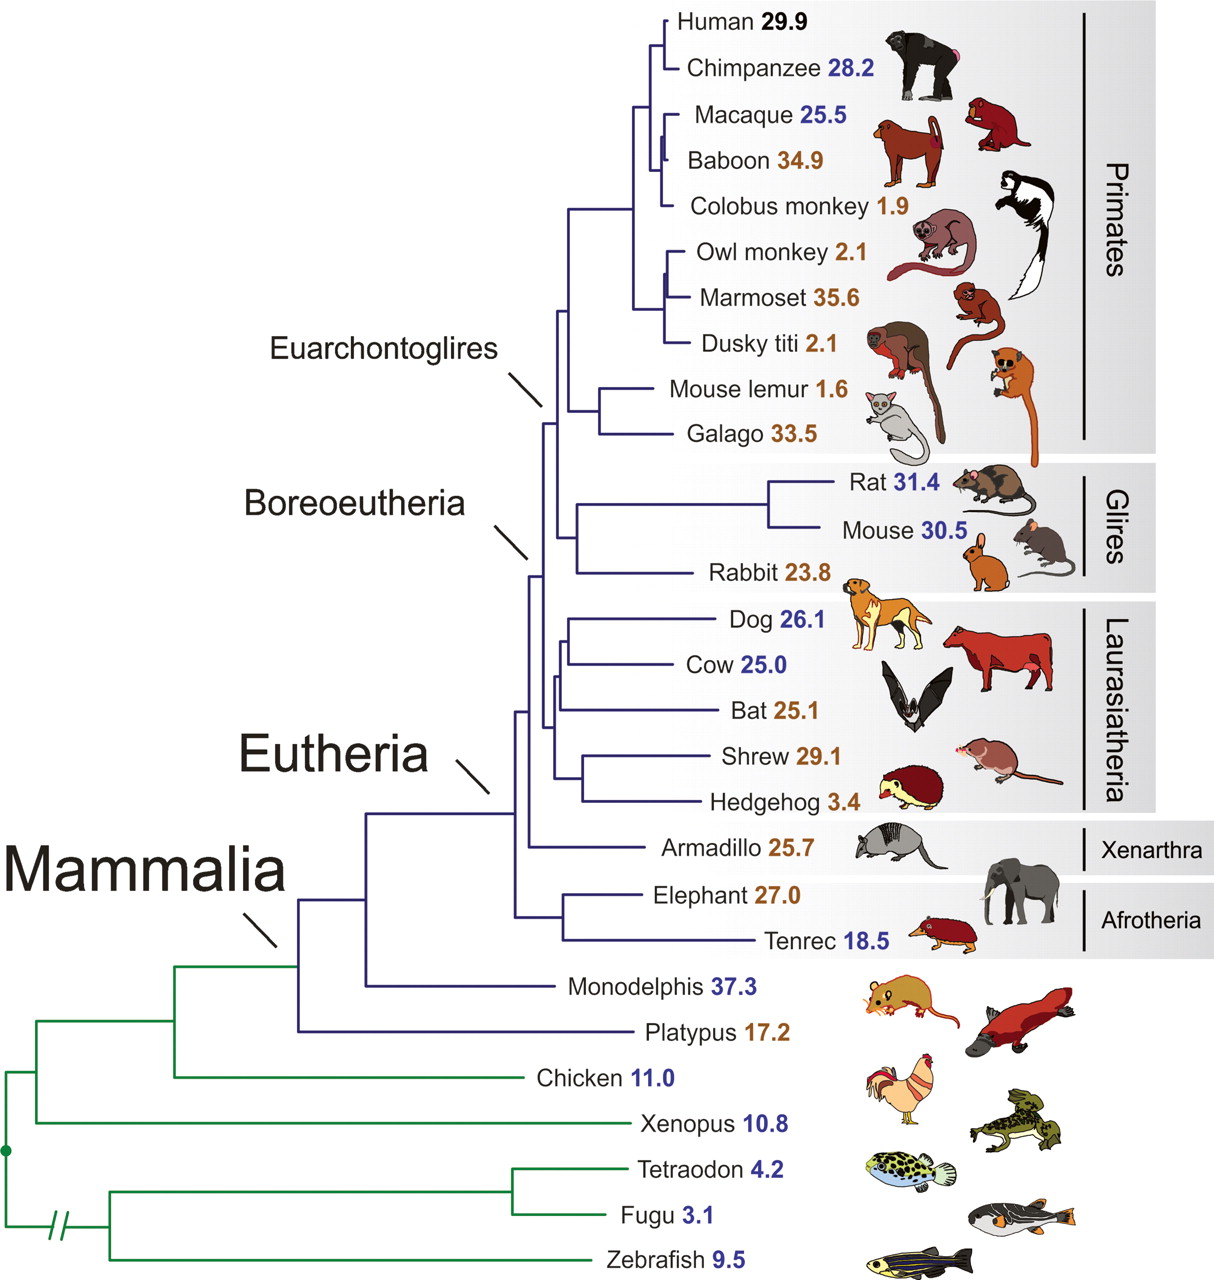 Human 29.9
Chimpanzee 28.2
Macaque 25.5
Baboon 34.9
Colobus monkey 1.9
Owl monkey 2.1
Marmoset 35.6
Dusky titi 2.1
Mouse lemur 1.6
Galago 33.5
Primates
Euarchontoglires
Rat 31.4
Mouse 30.5
Rabbit 23.8
Glires
Boreoeutheria
Dog 26.1
Cow 25.0
Bat 25.1
Shrew 29.1
Hedgehog 3.4
Laurasiatheria
Eutheria
Armadillo 25.7
Xenarthra
Elephant 27.0
Tenrec 18.5
Afrotheria
Mammalia
Monodelphis 37.3
Platypus 17.2
Chicken 11.0
Xenopus 10.8
Tetraodon 4.2
Fugu 3.1
Zebrafish 9.5